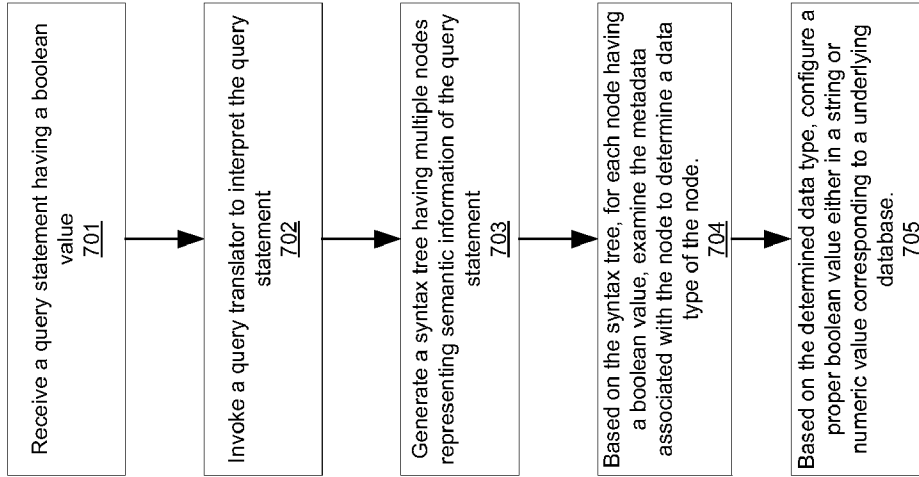 Receive a query statement having a boolean
value
701
Invoke a query translator to interpret the query
statement
702
Generate a syntax tree having multiple nodes
representing semantic information of the query
statement
703
Based on the syntax tree, for each node having
a boolean value, examine the metadata
associated with the node to determine a data
type of the node.
704
Based on the determined data type, configure a
proper boolean value either in a string or
numeric value corresponding to a underlying
database.
705